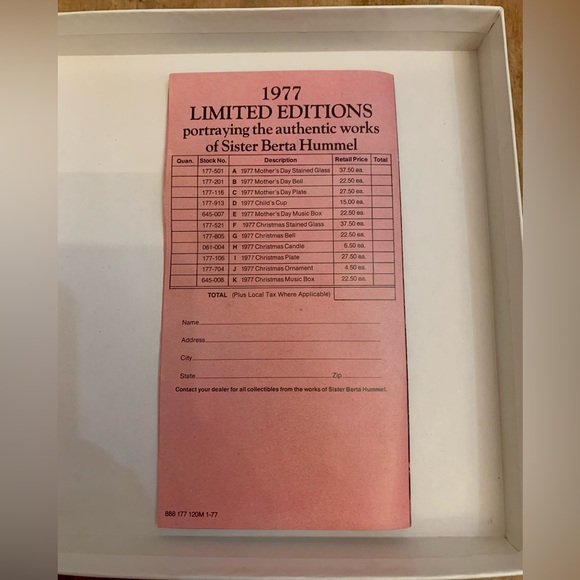 1977
LIMITED EDITIONS
portraying the authentic works
of Sister Berta Hummel
Quan. Stock No. Description Retail Price Total
177-501 A 1977 Mother's Day Stained Glass 37.50 ea.
177-201 B 1977 Mother's Day Bell 22.50 ea.
177-116 C 1977 Mother's Day Plate 27.50 ea.
177-913 D 1977 Child's Cup 15.00 ea.
645-007 E 1977 Mother's Day Music Box 22.50 ea.
177-521 F 1977 Christmas Stained Glass 37.50 ea.
177-805 G 1977 Christmas Bell 22.50 ea.
061-004 H 1977 Christmas Candle 6.50 ea.
177-106 I 1977 Christmas Plate 27.50 ea.
177-704 J 1977 Christmas Ornament 4.50 ea.
645-008 K 1977 Christmas Music Box 22.50 ea.
TOTAL (Plus Local Tax Where Applicable)
Name
Address
City
State Zip
Contact your dealer for all collectibles from the works of Sister Berta Hummel.
888 177 120M 1-77